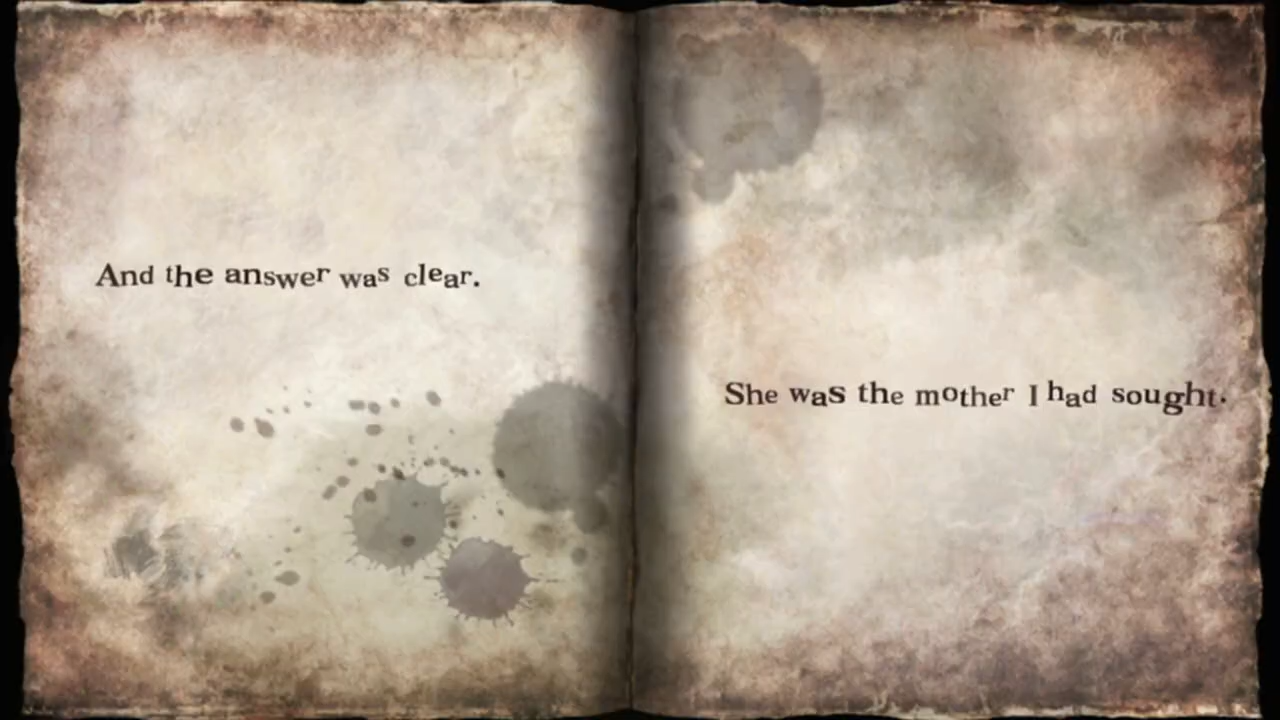 And the answer was clear.
She was the mother I had sought.